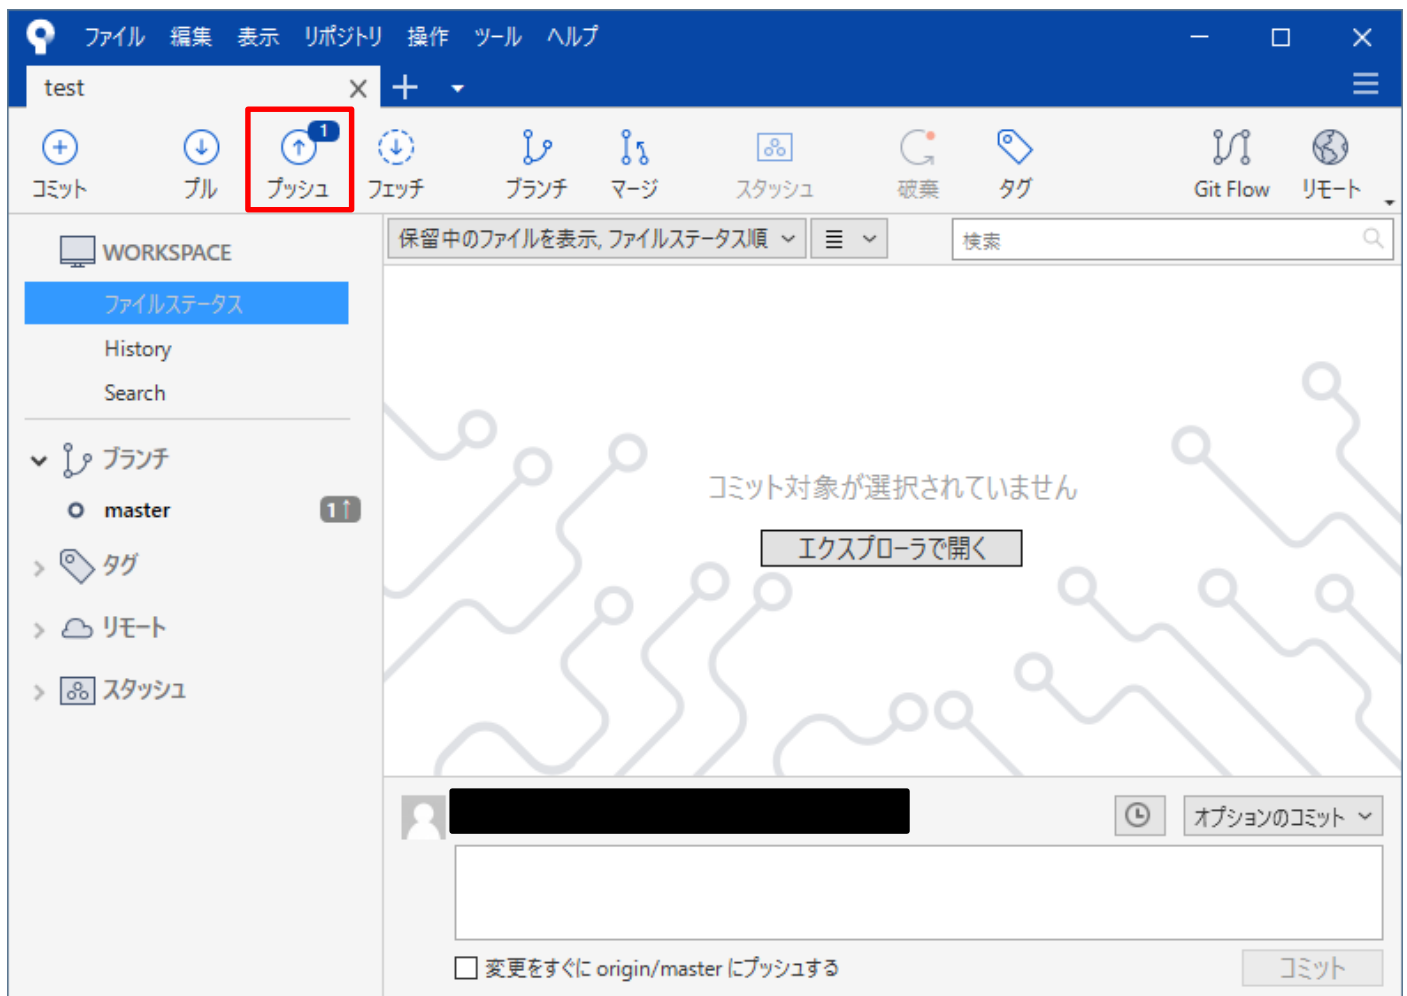 ファイル 編集 表示 リポジトリ 操作 ツール ヘルプ
test
1
コミット プル プッシュ フェッチ ブランチ マージ スタッシュ 破棄 タグ Git Flow リモート
WORKSPACE
ファイルステータス
History
Search
ブランチ
master 1↑
タグ
リモート
スタッシュ
保留中のファイルを表示, ファイルステータス順
検索
コミット対象が選択されていません
エクスプローラで開く
オプションのコミット
変更をすぐに origin/master にプッシュする
コミット